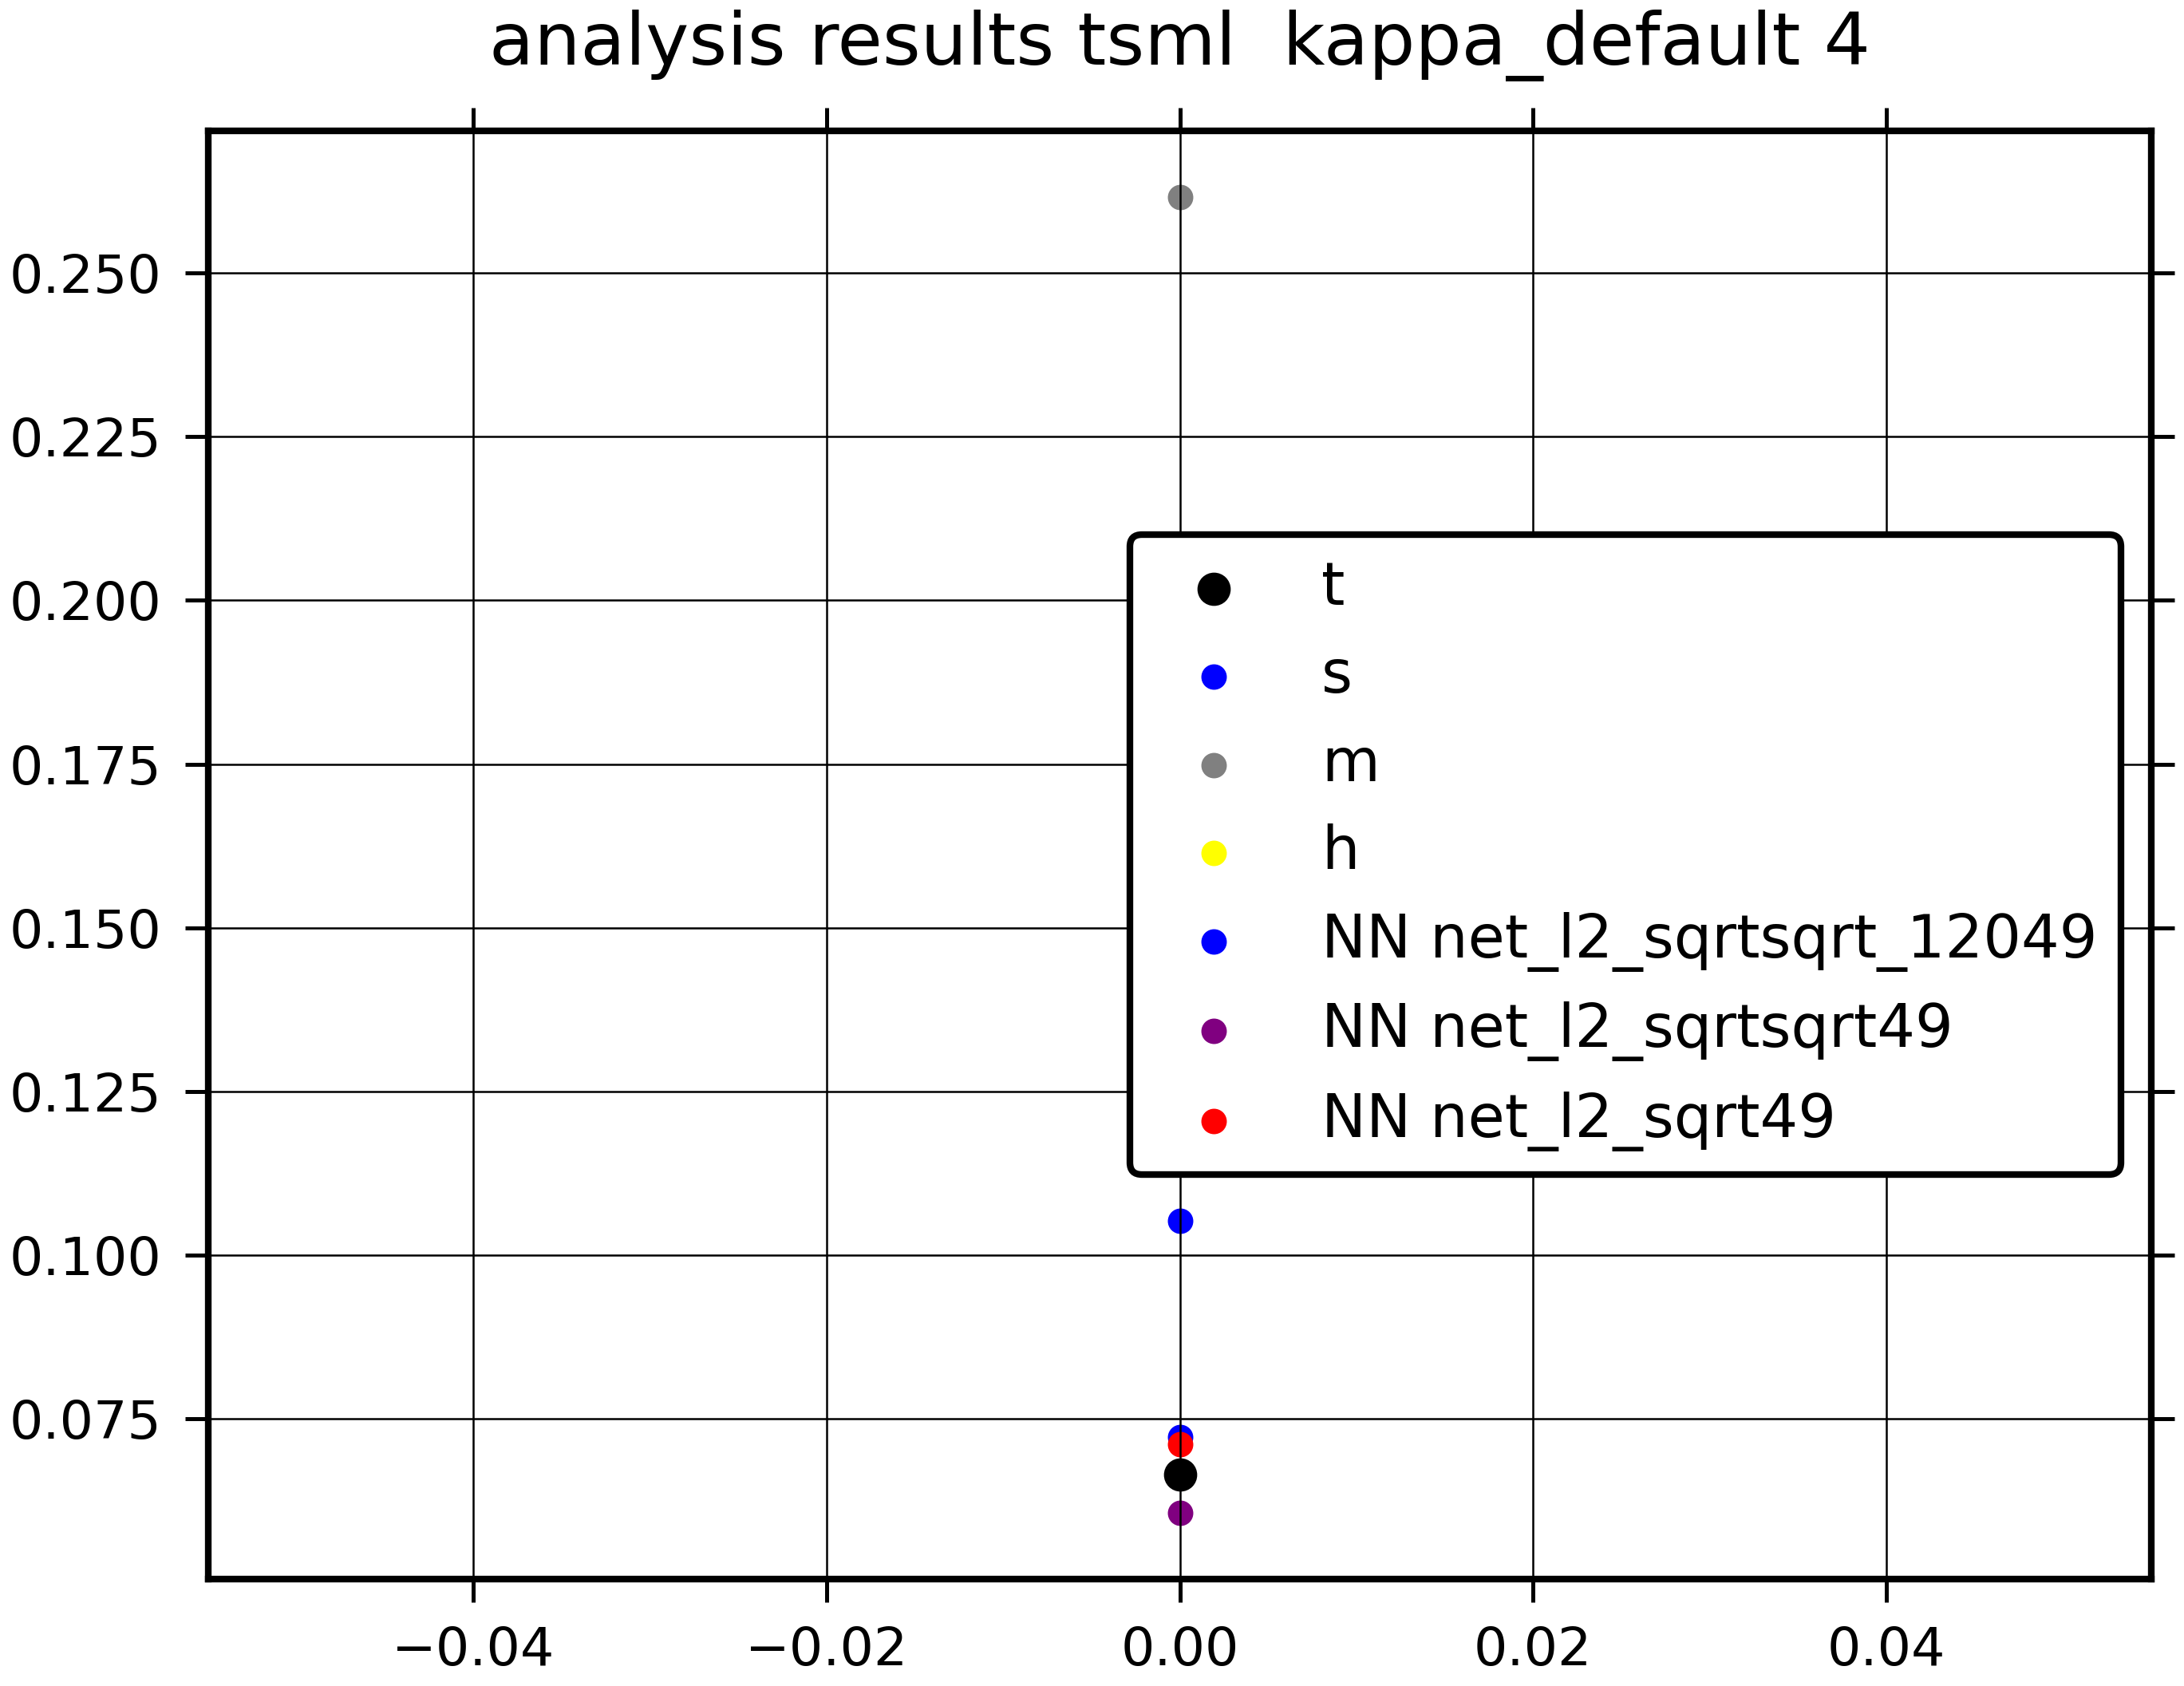 analysis results tsml  kappa_default 4
0.250
0.225
0.200
0.175
0.150
0.125
0.100
0.075
t
s
m
h
NN net_l2_sqrtsqrt_12049
NN net_l2_sqrtsqrt49
NN net_l2_sqrt49
−0.04 −0.02 0.00 0.02 0.04